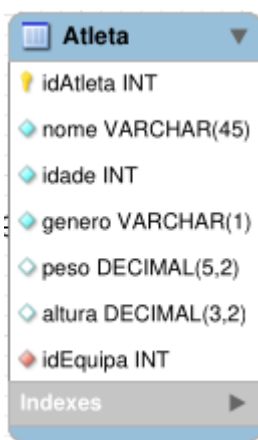 Atleta
idAtleta INT
nome VARCHAR(45)
idade INT
genero VARCHAR(1)
peso DECIMAL(5,2)
altura DECIMAL(3,2)
idEquipa INT
Indexes